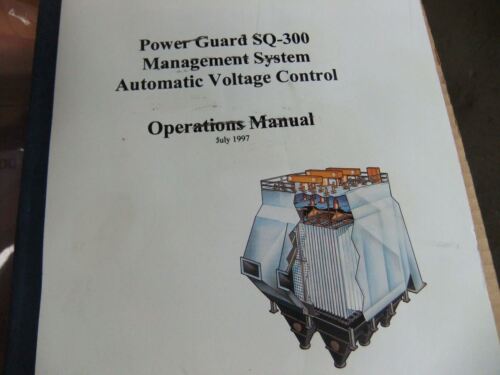 Power Guard SQ-300
Management System
Automatic Voltage Control
Operations Manual
July 1997